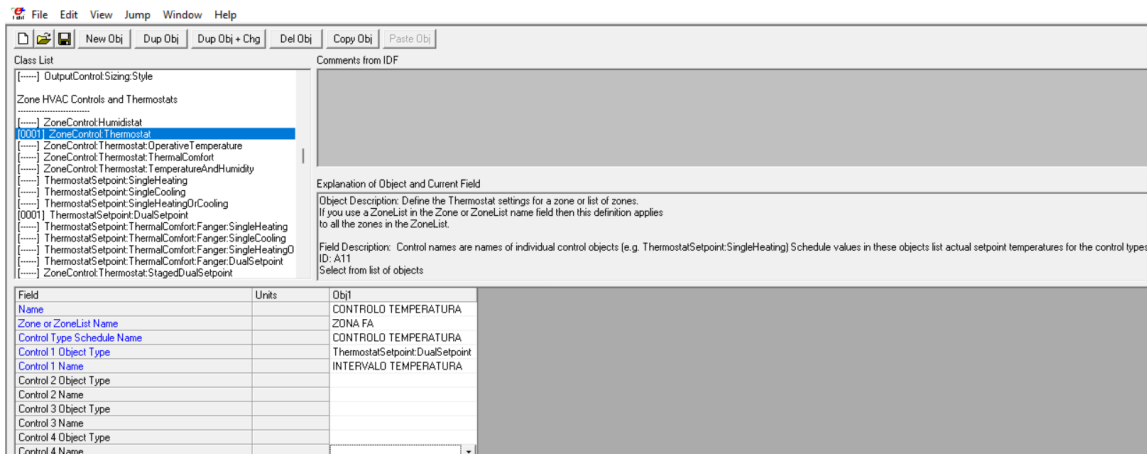 File Edit View Jump Window Help
New Obj Dup Obj Dup Obj + Chg Del Obj Copy Obj Paste Obj
Class List
Comments from IDF
[------] OutputControl:Sizing:Style
Zone HVAC Controls and Thermostats
--------------------------
[------] ZoneControl:Humidistat
[0001] ZoneControl:Thermostat
[------] ZoneControl:Thermostat:OperativeTemperature
[------] ZoneControl:Thermostat:ThermalComfort
[------] ZoneControl:Thermostat:TemperatureAndHumidity
[------] ThermostatSetpoint:SingleHeating
[------] ThermostatSetpoint:SingleCooling
[------] ThermostatSetpoint:SingleHeatingOrCooling
[0001] ThermostatSetpoint:DualSetpoint
[------] ThermostatSetpoint:ThermalComfort:Fanger:SingleHeating
[------] ThermostatSetpoint:ThermalComfort:Fanger:SingleCooling
[------] ThermostatSetpoint:ThermalComfort:Fanger:SingleHeatingO
[------] ThermostatSetpoint:ThermalComfort:Fanger:DualSetpoint
[------] ZoneControl:Thermostat:StagedDualSetpoint
Explanation of Object and Current Field
Object Description: Define the Thermostat settings for a zone or list of zones.
If you use a ZoneList in the Zone or ZoneList name field then this definition applies
to all the zones in the ZoneList.
Field Description: Control names are names of individual control objects (e.g. ThermostatSetpoint:SingleHeating) Schedule values in these objects list actual setpoint temperatures for the control types
ID: A11
Select from list of objects
Field Units Obj1
Name CONTROLO TEMPERATURA
Zone or ZoneList Name ZONA FA
Control Type Schedule Name CONTROLO TEMPERATURA
Control 1 Object Type ThermostatSetpoint:DualSetpoint
Control 1 Name INTERVALO TEMPERATURA
Control 2 Object Type
Control 2 Name
Control 3 Object Type
Control 3 Name
Control 4 Object Type
Control 4 Name